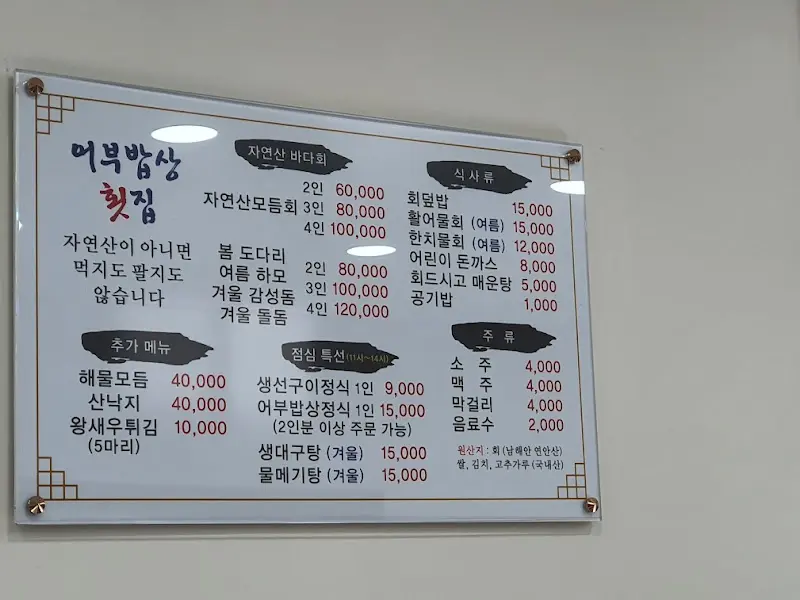 어부밥상
횟집
자연산이 아니면
먹지도 팔지도
않습니다
자연산 바다회
자연산모듬회
2인 60,000
3인 80,000
4인 100,000
봄 도다리
여름 하모
겨울 감성돔
겨울 돌돔
2인 80,000
3인 100,000
4인 120,000
식사류
회덮밥 15,000
활어물회 (여름) 15,000
한치물회 (여름) 12,000
어린이 돈까스 8,000
회드시고 매운탕 5,000
공기밥 1,000
추가 메뉴
해물모듬 40,000
산낙지 40,000
왕새우튀김 10,000
(5마리)
점심 특선 (11시~14시)
생선구이정식 1인 9,000
어부밥상정식 1인 15,000
(2인분 이상 주문 가능)
생대구탕 (겨울) 15,000
물메기탕 (겨울) 15,000
주 류
소 주 4,000
맥 주 4,000
막걸리 4,000
음료수 2,000
원산지 : 회 (남해안 연안산)
쌀, 김치, 고추가루 (국내산)